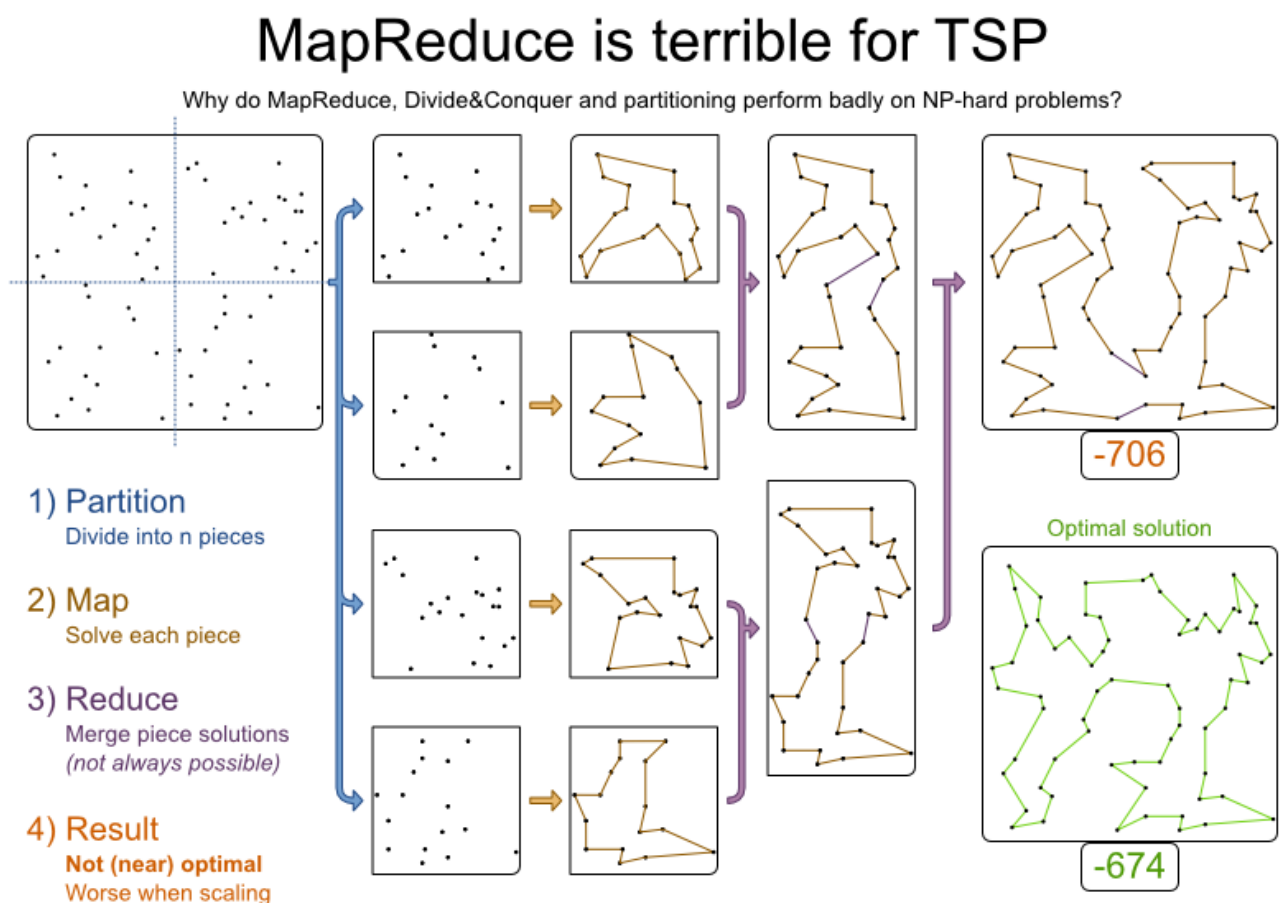 MapReduce is terrible for TSP
Why do MapReduce, Divide&Conquer and partitioning perform badly on NP-hard problems?
-706
1) Partition
Divide into n pieces
Optimal solution
2) Map
Solve each piece
3) Reduce
Merge piece solutions
(not always possible)
4) Result
Not (near) optimal
Worse when scaling
-674